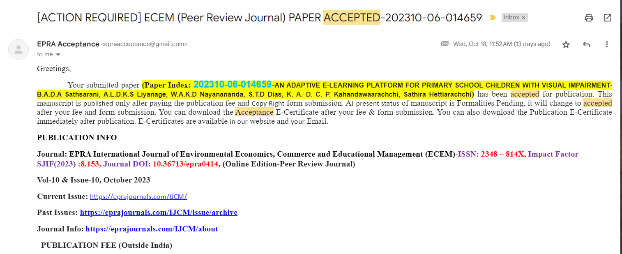 [ACTION REQUIRED] ECEM (Peer Review Journal) PAPER ACCEPTED-202310-06-014659 Inbox x
EPRA Acceptance <epraacceptance@gmail.com> Wed, Oct 18, 11:52 AM (13 days ago)
to me
Greetings,
Your submitted paper (Paper Index: 202310-06-014659-AN ADAPTIVE E-LEARNING PLATFORM FOR PRIMARY SCHOOL CHILDREN WITH VISUAL IMPAIRMENT-
B.A.D.A Sathsarani, A.L.D.K.S Liyanage, W.A.K.D Nayananda, S.T.D Dias, K. A. D. C. P. Kahandawaarachchi, Sathira Hettiarachchi) has been accepted for publication. This
manuscript is published only after paying the publication fee and Copy Right form submission. At present status of manuscript is Formalities Pending, it will change to accepted
after your fee and form submission. You can download the Acceptance E-Certificate after your fee & form submission. You can also download the Publication E-Certificate
immediately after publication. E-Certificates are available in our website and your Email.
PUBLICATION INFO
Journal: EPRA International Journal of Environmental Economics, Commerce and Educational Management (ECEM)-ISSN: 2348 – 814X, Impact Factor
SJIF(2023) :8.153, Journal DOI: 10.36713/epra0414, (Online Edition-Peer Review Journal)
Vol-10 & Issue-10, October 2023
Current Issue: https://eprajournals.com/IJCM/
Past Issues: https://eprajournals.com/IJCM/issue/archive
Journal Info: https://eprajournals.com/IJCM/about
PUBLICATION FEE (Outside India)